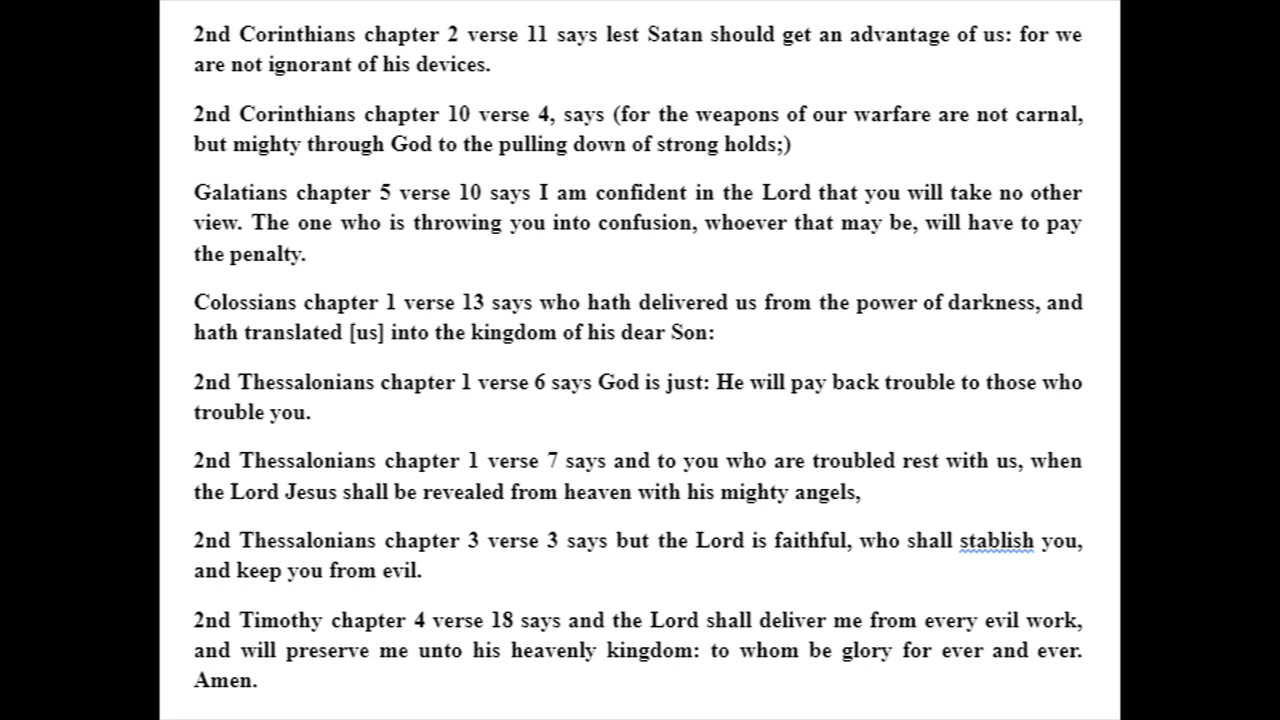 2nd Corinthians chapter 2 verse 11 says lest Satan should get an advantage of us: for we
are not ignorant of his devices.
2nd Corinthians chapter 10 verse 4, says (for the weapons of our warfare are not carnal,
but mighty through God to the pulling down of strong holds;)
Galatians chapter 5 verse 10 says I am confident in the Lord that you will take no other
view. The one who is throwing you into confusion, whoever that may be, will have to pay
the penalty.
Colossians chapter 1 verse 13 says who hath delivered us from the power of darkness, and
hath translated [us] into the kingdom of his dear Son:
2nd Thessalonians chapter 1 verse 6 says God is just: He will pay back trouble to those who
trouble you.
2nd Thessalonians chapter 1 verse 7 says and to you who are troubled rest with us, when
the Lord Jesus shall be revealed from heaven with his mighty angels,
2nd Thessalonians chapter 3 verse 3 says but the Lord is faithful, who shall stablish you,
and keep you from evil.
2nd Timothy chapter 4 verse 18 says and the Lord shall deliver me from every evil work,
and will preserve me unto his heavenly kingdom: to whom be glory for ever and ever.
Amen.